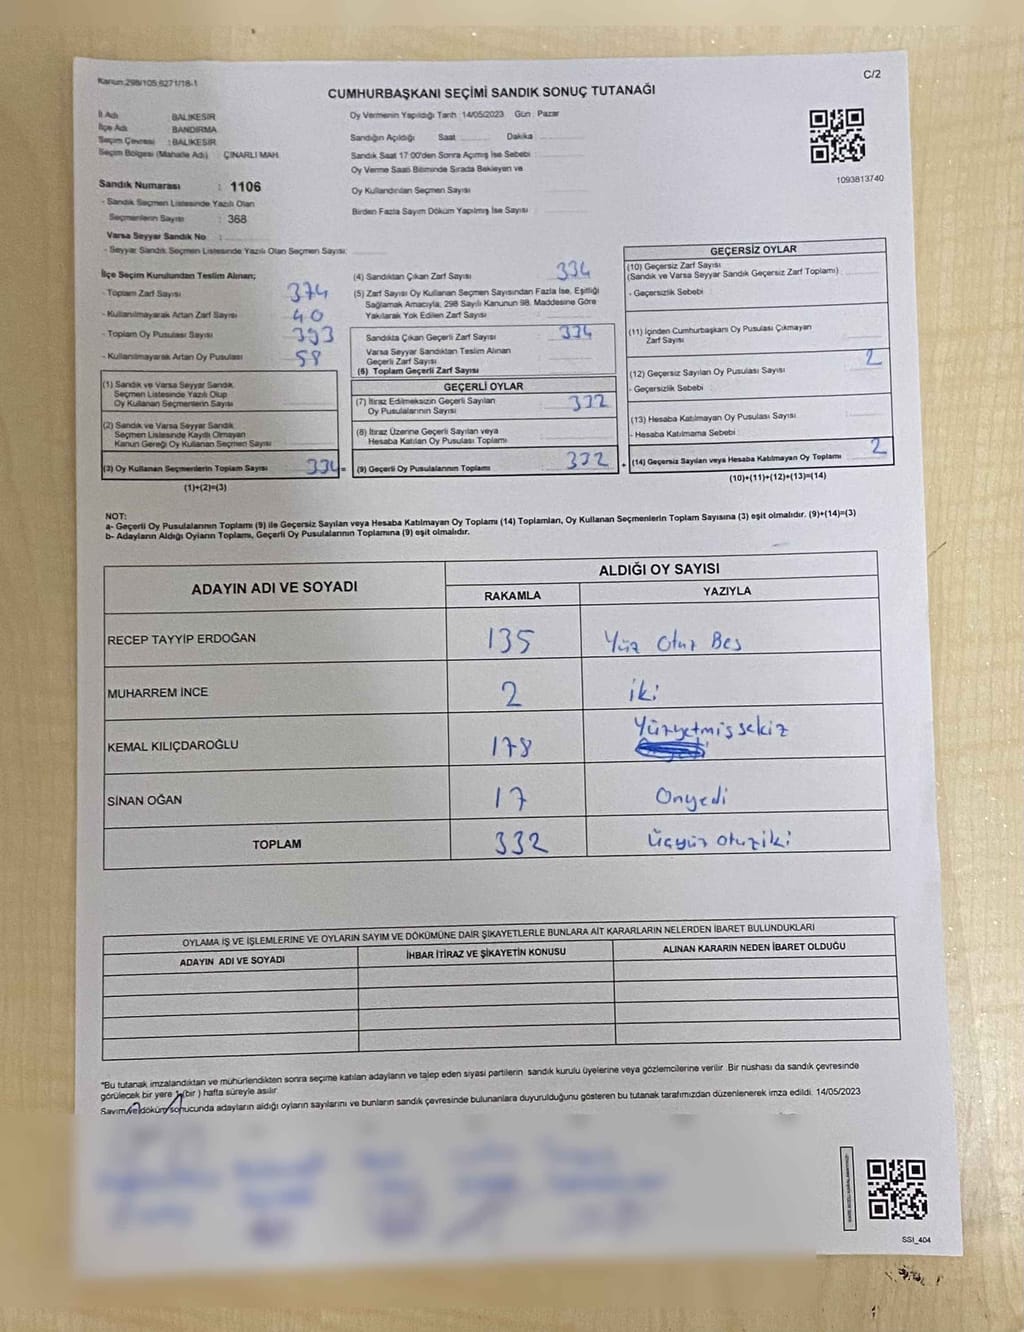 Kanun:298/105;6271/18-1
C/2
CUMHURBAŞKANI SEÇİMİ SANDIK SONUÇ TUTANAĞI
İl Adı BALIKESİR
İlçe Adı BANDIRMA
Seçim Çevresi : BALIKESİR
Seçim Bölgesi (Mahalle Adı) ÇINARLI MAH.
Sandık Numarası : 1106
- Sandık Seçmen Listesinde Yazılı Olan
Seçmenlerin Sayısı : 368
Varsa Seyyar Sandık No :
- Seyyar Sandık Seçmen Listesinde Yazılı Olan Seçmen Sayısı:
Oy Vermenin Yapıldığı Tarih :14/05/2023 Gün : Pazar
Sandığın Açıldığı Saat Dakika
Sandık Saat 17:00'den Sonra Açımış İse Sebebi :
Oy Verme Saati Bitiminde Sırada Bekleyen ve
Oy Kullandırılan Seçmen Sayısı
Birden Fazla Sayım Döküm Yapılmış İse Sayısı
1093813740
İlçe Seçim Kurulundan Teslim Alınan;
- Toplam Zarf Sayısı 374
- Kullanılmayarak Artan Zarf Sayısı 40
- Toplam Oy Pusulası Sayısı 393
- Kullanılmayarak Artan Oy Pusulası 58
(1) Sandık ve Varsa Seyyar Sandık
Seçmen Listesinde Yazılı Olup
Oy Kullanan Seçmenlerin Sayısı
(2) Sandık ve Varsa Seyyar Sandık
Seçmen Listesinde Kayıtlı Olmayan
Kanun Gereği Oy Kullanan Seçmen Sayısı
(3) Oy Kullanan Seçmenlerin Toplam Sayısı 334=
(1)+(2)=(3)
(4) Sandıktan Çıkan Zarf Sayısı 334
(5) Zarf Sayısı Oy Kullanan Seçmen Sayısından Fazla İse, Eşitliği
Sağlamak Amacıyla, 298 Sayılı Kanunun 98. Maddesine Göre
Yakılarak Yok Edilen Zarf Sayısı
Sandıkta Çıkan Geçerli Zarf Sayısı 334
Varsa Seyyar Sandıktan Teslim Alınan
Geçerli Zarf Sayısı
(6) Toplam Geçerli Zarf Sayısı
GEÇERLİ OYLAR
(7) İtiraz Edilmeksizin Geçerli Sayılan
Oy Pusulalarının Sayısı 332
(8) İtiraz Üzerine Geçerli Sayılan veya
Hesaba Katılan Oy Pusulası Toplamı
(9) Geçerli Oy Pusulalarının Toplamı 332 +
GEÇERSİZ OYLAR
(10) Geçersiz Zarf Sayısı
(Sandık ve Varsa Seyyar Sandık Geçersiz Zarf Toplamı)
- Geçersizlik Sebebi
(11) İçinden Cumhurbaşkanı Oy Pusulası Çıkmayan
Zarf Sayısı
2
(12) Geçersiz Sayılan Oy Pusulası Sayısı
- Geçersizlik Sebebi
(13) Hesaba Katılmayan Oy Pusulası Sayısı
- Hesaba Katılmama Sebebi
(14) Geçersiz Sayılan veya Hesaba Katılmayan Oy Toplamı 2
(10)+(11)+(12)+(13)=(14)
NOT:
a- Geçerli Oy Pusulalarının Toplamı (9) ile Geçersiz Sayılan veya Hesaba Katılmayan Oy Toplamı (14) Toplamları, Oy Kullanan Seçmenlerin Toplam Sayısına (3) eşit olmalıdır. (9)+(14)=(3)
b- Adayların Aldığı Oyların Toplamı, Geçerli Oy Pusulalarının Toplamına (9) eşit olmalıdır.
ADAYIN ADI VE SOYADI ALDIĞI OY SAYISI
RAKAMLA YAZIYLA
RECEP TAYYİP ERDOĞAN 135 Yüz Otuz Beş
MUHARREM İNCE 2 iki
KEMAL KILIÇDAROĞLU 178 Yüzyetmiş sekiz
SİNAN OĞAN 17 Onyedi
TOPLAM 332 Üçyüz otuziki
OYLAMA İŞ VE İŞLEMLERİNE VE OYLARIN SAYIM VE DÖKÜMÜNE DAİR ŞİKAYETLERLE BUNLARA AİT KARARLARIN NELERDEN İBARET BULUNDUKLARI
ADAYIN ADI VE SOYADI İHBAR İTİRAZ VE ŞİKAYETİN KONUSU ALINAN KARARIN NEDEN İBARET OLDUĞU
*Bu tutanak imzalandıktan ve mühürlendikten sonra seçime katılan adayların ve talep eden siyasi partilerin sandık kurulu üyelerine veya gözlemcilerine verilir. Bir nüshası da sandık çevresinde
görülecek bir yere 1 (bir ) hafta süreyle asılır.
Sayım ve döküm sonucunda adayların aldığı oyların sayılarını ve bunların sandık çevresinde bulunanlara duyurulduğunu gösteren bu tutanak tarafımızdan düzenlenerek imza edildi. 14/05/2023
SSI_404